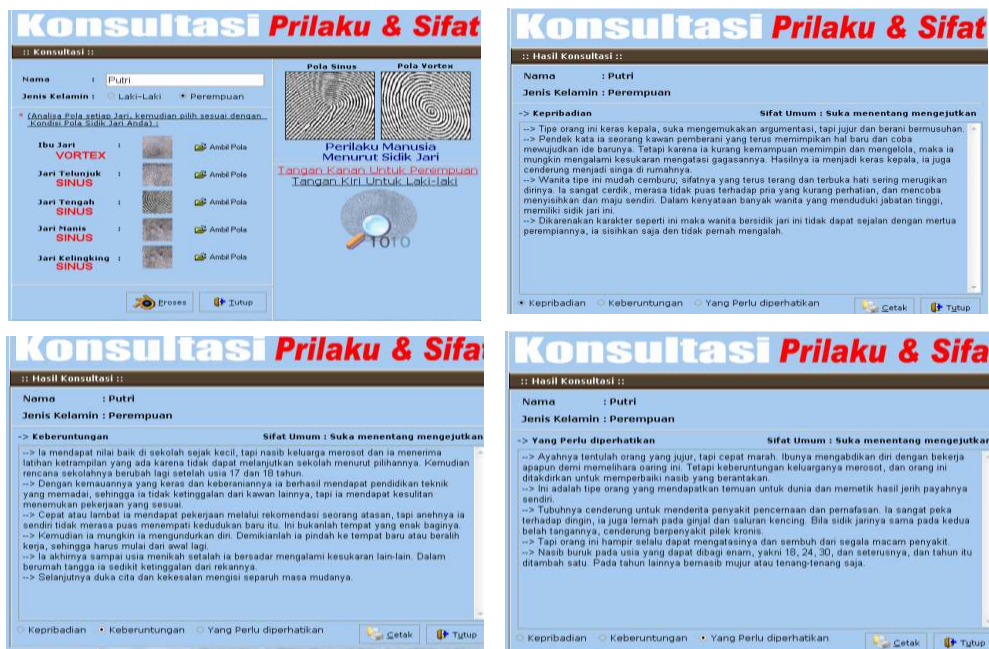 Konsultasi Prilaku & Sifat
:: Konsultasi ::
Nama : Putri
Jenis Kelamin : Laki-Laki Perempuan
* (Analisa Pola setiap Jari, kemudian pilih sesuai dengan
Kondisi Pola Sidik Jari Anda) :
Ibu Jari : Ambil Pola
VORTEX
Jari Telunjuk : Ambil Pola
SINUS
Jari Tengah : Ambil Pola
SINUS
Jari Manis : Ambil Pola
SINUS
Jari Kelingking : Ambil Pola
SINUS
Proses Tutup
Pola Sinus Pola Vortex
Perilaku Manusia
Menurut Sidik Jari
Tangan Kanan Untuk Perempuan
Tangan Kiri Untuk Laki-laki
1010
Konsultasi Prilaku & Sifat
:: Hasil Konsultasi ::
Nama : Putri
Jenis Kelamin : Perempuan
-> Kepribadian Sifat Umum : Suka menentang mengejutkan
--> Tipe orang ini keras kepala, suka mengemukakan argumentasi, tapi jujur dan berani bermusuhan.
--> Pendek kata ia seorang kawan pemberani yang terus memimpikan hal baru dan coba
mewujudkan ide barunya. Tetapi karena ia kurang kemampuan memimpin dan mengelola, maka ia
mungkin mengalami kesukaran mengatasi gagasannya. Hasilnya ia menjadi keras kepala, ia juga
cenderung menjadi singa di rumahnya.
--> Wanita tipe ini mudah cemburu; sifatnya yang terus terang dan terbuka hati sering merugikan
dirinya. Ia sangat cerdik, merasa tidak puas terhadap pria yang kurang perhatian, dan mencoba
menyisihkan dan maju sendiri. Dalam kenyataan banyak wanita yang menduduki jabatan tinggi,
memiliki sidik jari ini.
--> Dikarenakan karakter seperti ini maka wanita bersidik jari ini tidak dapat sejalan dengan mertua
perempiannya, ia sisihkan saja den tidak pernah mengalah.
Kepribadian Keberuntungan Yang Perlu diperhatikan Cetak Tutup
Konsultasi Prilaku & Sifat
:: Hasil Konsultasi ::
Nama : Putri
Jenis Kelamin : Perempuan
-> Keberuntungan Sifat Umum : Suka menentang mengejutkan
--> Ia mendapat nilai baik di sekolah sejak kecil, tapi nasib keluarga merosot dan ia menerima
latihan ketrampilan yang ada karena tidak dapat melanjutkan sekolah menurut pilihannya. Kemudian
rencana sekolahnya berubah lagi setelah usia 17 dan 18 tahun.
--> Dengan kemauannya yang keras dan keberaniannya ia berhasil mendapat pendidikan teknik
yang memadai, sehingga ia tidak ketinggalan dari kawan lainnya, tapi ia mendapat kesulitan
menemukan pekerjaan yang sesuai.
--> Cepat atau lambat ia mendapat pekerjaan melalui rekomendasi seorang atasan, tapi anehnya ia
sendiri tidak merasa puas menempati kedudukan baru itu. Ini bukanlah tempat yang enak baginya.
--> Kemudian ia mungkin ia mengundurkan diri. Demikianlah ia pindah ke tempat baru atau beralih
kerja, sehingga harus mulai dari awal lagi.
--> Ia akhirnya sampai usia menikah setalah ia bersadar mengalami kesukaran lain-lain. Dalam
berumah tangga ia sedikit ketinggalan dari rekannya.
--> Selanjutnya duka cita dan kekesalan mengisi separuh masa mudanya.
Kepribadian Keberuntungan Yang Perlu diperhatikan Cetak Tutup
Konsultasi Prilaku & Sifa
:: Hasil Konsultasi ::
Nama : Putri
Jenis Kelamin : Perempuan
-> Yang Perlu diperhatikan Sifat Umum : Suka menentang mengejutkan
--> Ayahnya tentulah orang yang jujur, tapi cepat marah. Ibunya mengabdikan diri dengan bekerja
apapun demi memelihara oaring ini. Tetapi keberuntungan keluarganya merosot, dan orang ini
ditakdirkan untuk memperbaiki nasib yang berantakan.
--> Ini adalah tipe orang yang mendapatkan temuan untuk dunia dan memetik hasil jerih payahnya
sendiri.
--> Tubuhnya cenderung untuk menderita penyakit pencernaan dan pernafasan. Ia sangat peka
terhadap dingin, ia juga lemah pada ginjal dan saluran kencing. Bila sidik jarinya sama pada kedua
belah tangannya, cenderung berpenyakit pilek kronis.
--> Tapi orang ini hampir selalu dapat mengatasinya dan sembuh dari segala macam penyakit.
--> Nasib buruk pada usia yang dapat dibagi enam, yakni 18, 24, 30, dan seterusnya, dan tahun itu
ditambah satu. Pada tahun lainnya bernasib mujur atau tenang-tenang saja.
Kepribadian Keberuntungan Yang Perlu diperhatikan Cetak Tutup